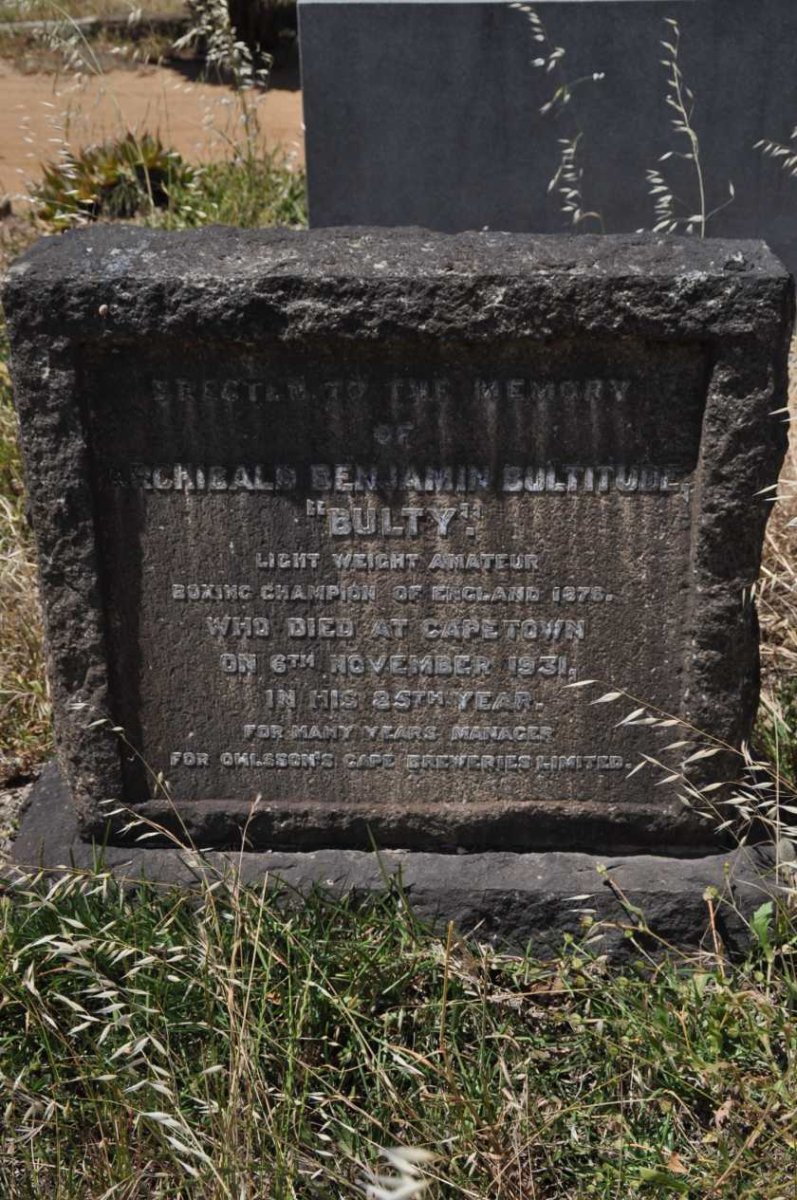 ERECTED TO THE MEMORY
OF
ARCHIBALD BENJAMIN BULTITUDE,
"BULTY".
LIGHT WEIGHT AMATEUR
BOXING CHAMPION OF ENGLAND 1876.
WHO DIED AT CAPETOWN
ON 6TH NOVEMBER 1931,
IN HIS 85TH YEAR.
FOR MANY YEARS MANAGER
FOR OHLSSON'S CAPE BREWERIES LIMITED.